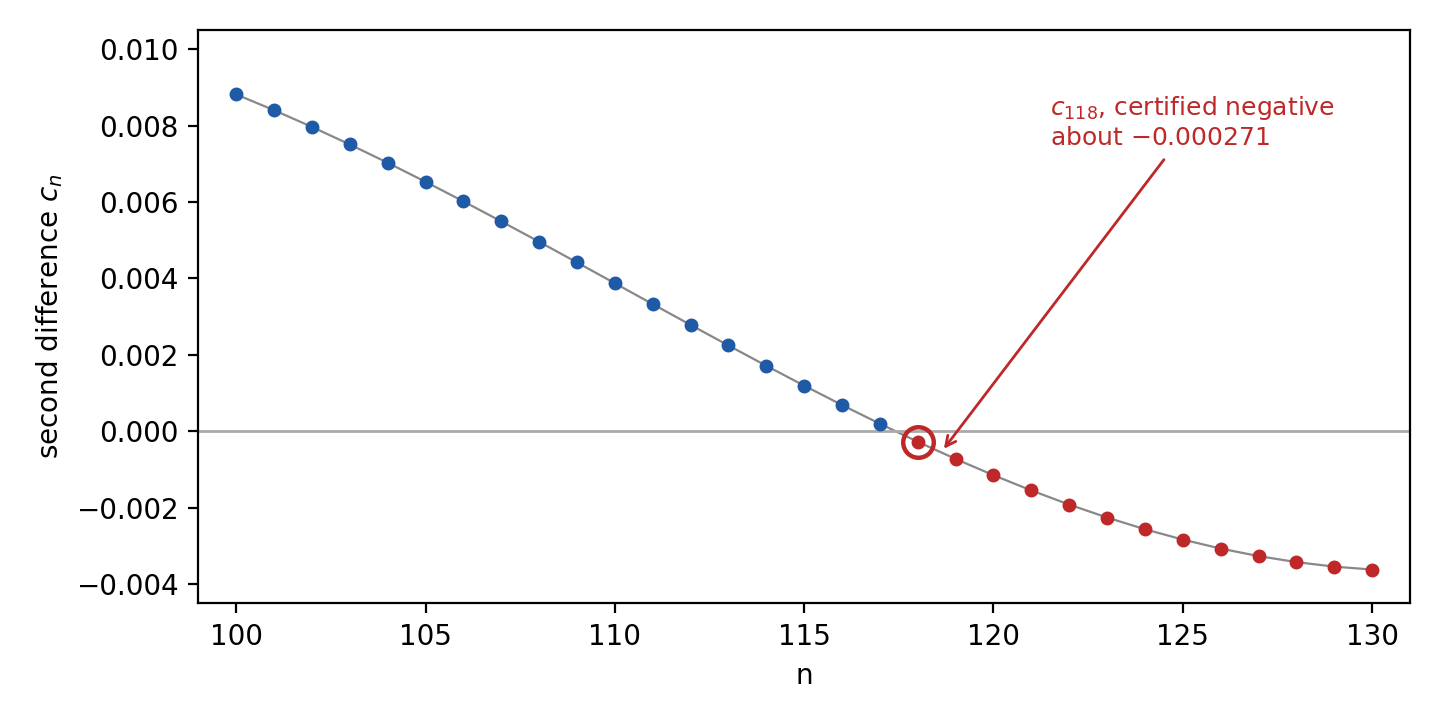 0.010
0.008
0.006
0.004
0.002
0.000
−0.002
−0.004
second difference cₙ
c₁₁₈, certified negative
about −0.000271
100 105 110 115 120 125 130
n